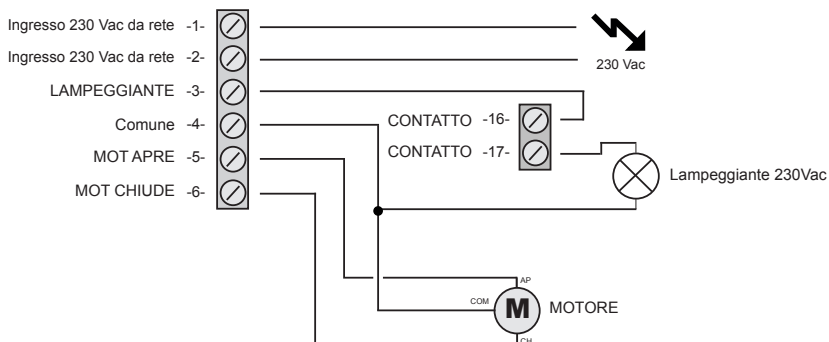 Ingresso 230 Vac da rete -1-
Ingresso 230 Vac da rete -2-
230 Vac
LAMPEGGIANTE -3-
CONTATTO -16-
Comune -4-
CONTATTO -17-
MOT APRE -5-
Lampeggiante 230Vac
MOT CHIUDE -6-
AP
COM
M
MOTORE
CH